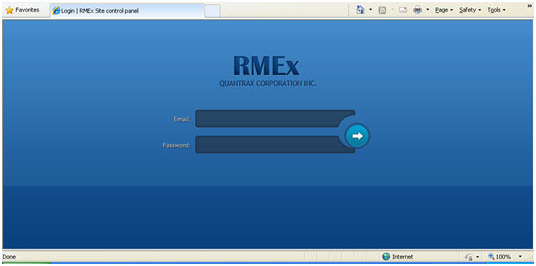 Favorites
Login | RMEx Site control panel
Page
Safety
Tools
»
RMEx
QUANTRAX CORPORATION INC.
Email:
Password:
Done
Internet
100%